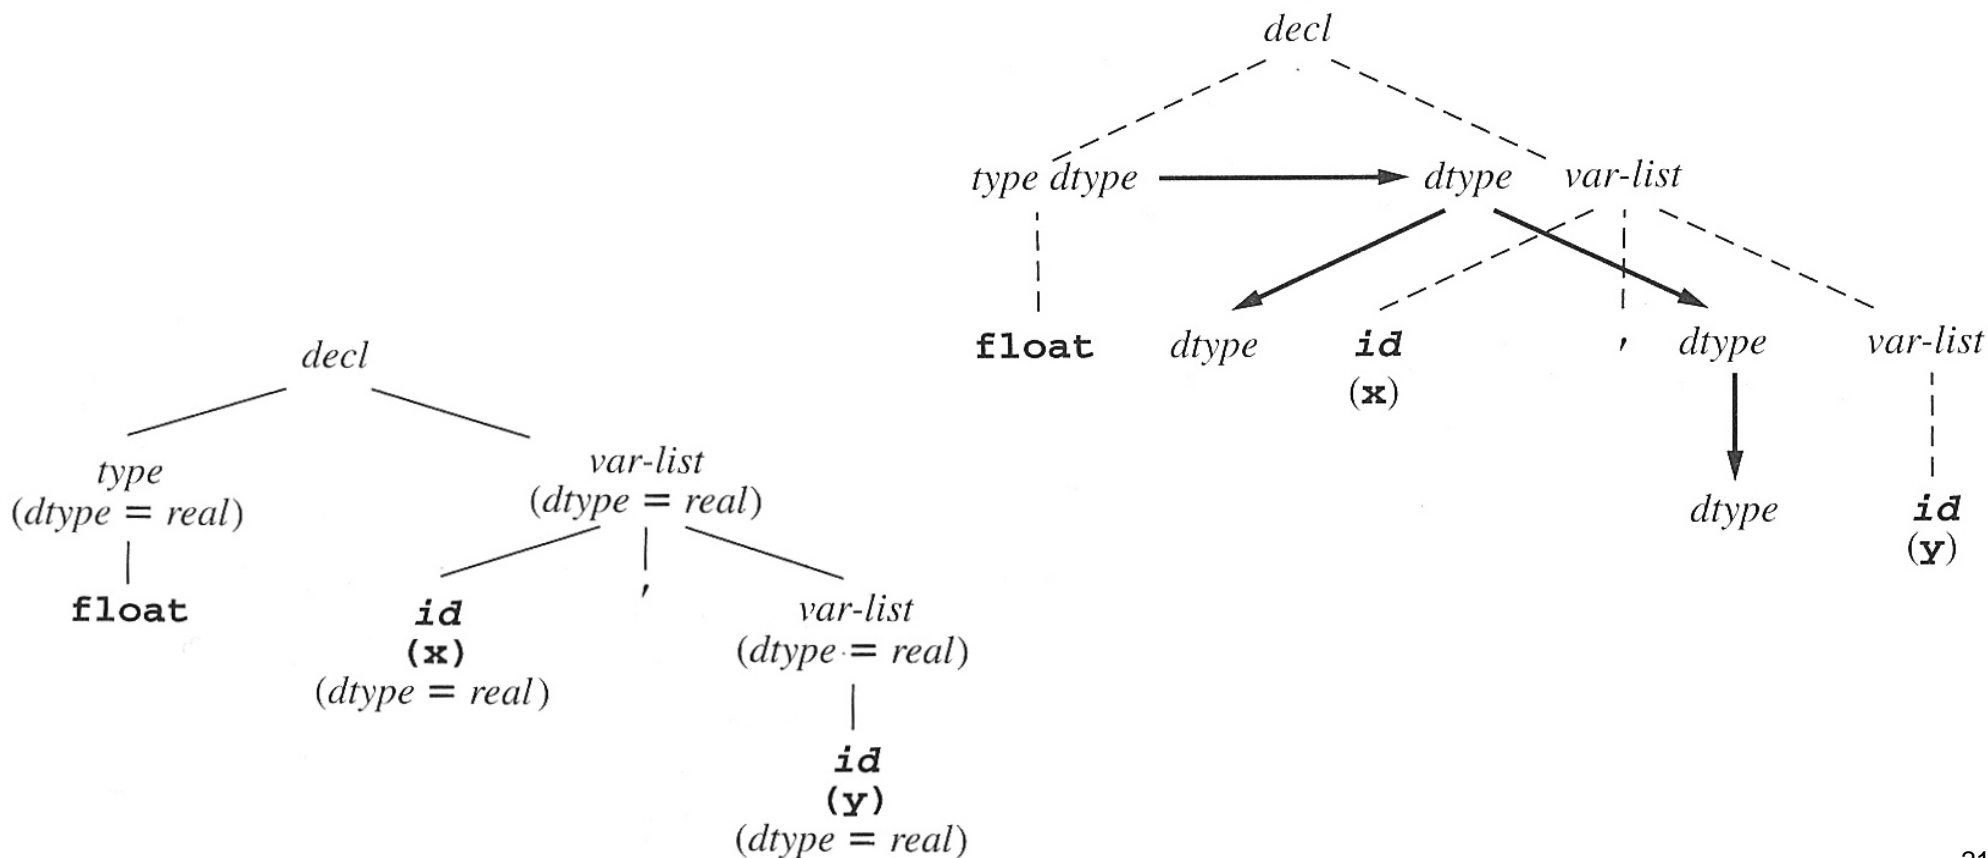 decl
type dtype dtype var-list
float dtype id , dtype var-list
(x)
dtype id
(y)
decl
type var-list
(dtype = real) (dtype = real)
float id , var-list
(x) (dtype = real)
(dtype = real)
id
(y)
(dtype = real)